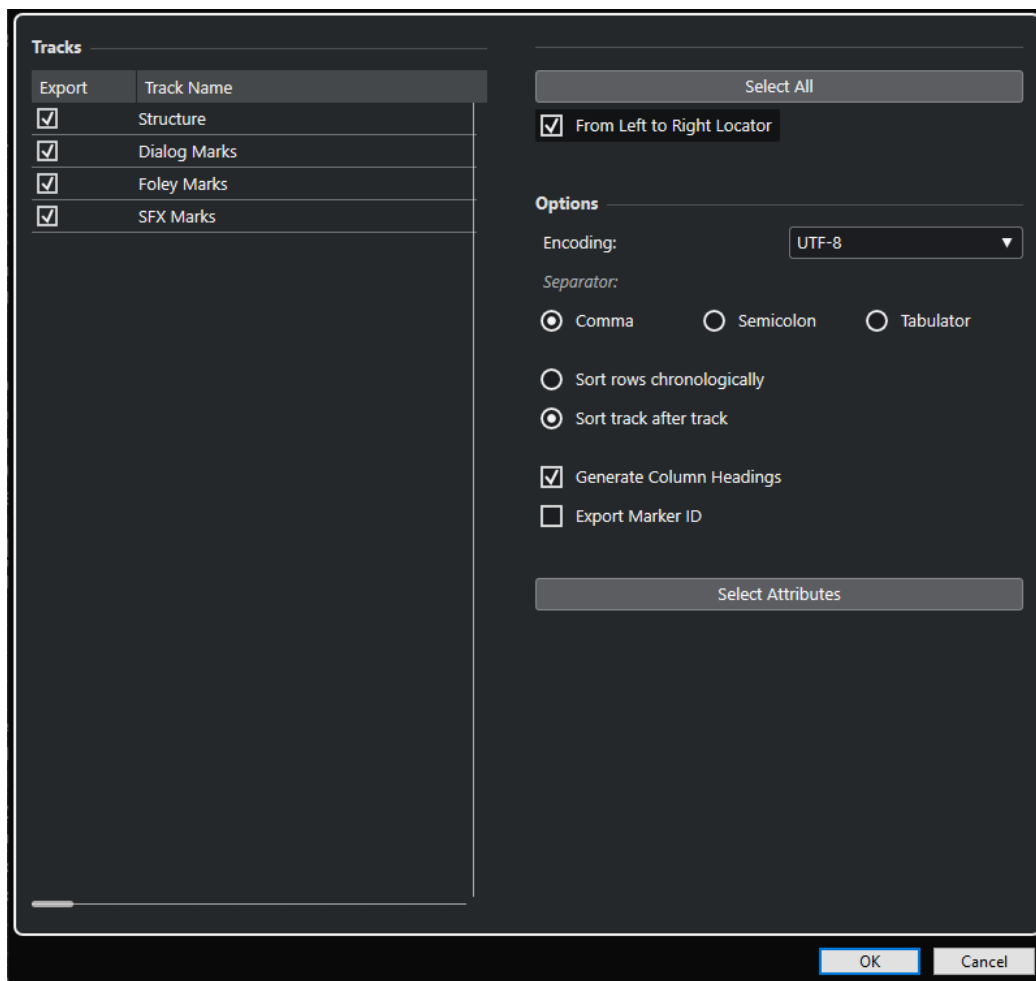 Tracks
Export Track Name
Structure
Dialog Marks
Foley Marks
SFX Marks
Select All
From Left to Right Locator
Options
Encoding: UTF-8
Separator:
Comma Semicolon Tabulator
Sort rows chronologically
Sort track after track
Generate Column Headings
Export Marker ID
Select Attributes
OK Cancel